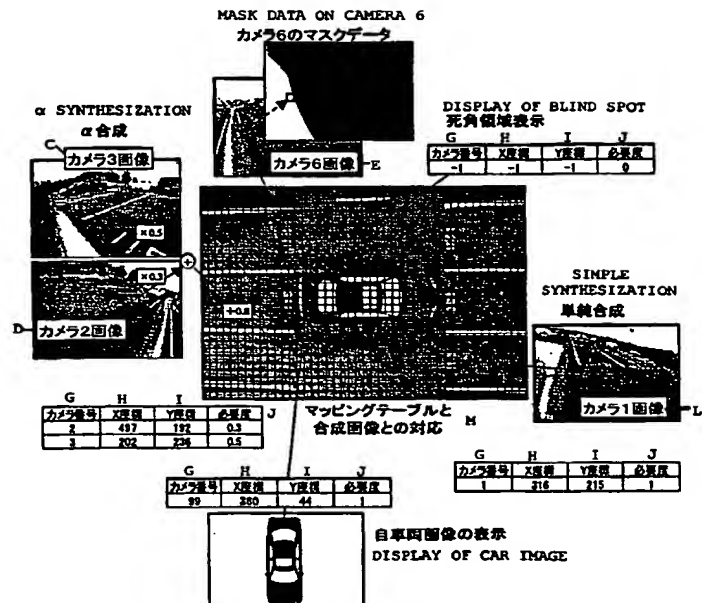 MASK DATA ON CAMERA 6
カメラ6のマスクデータ
α SYNTHESIZATION
α合成
C
カメラ3画像
×0.5
×0.3
D
カメラ2画像
カメラ6画像
E
DISPLAY OF BLIND SPOT
死角領域表示
G H I J
カメラ番号 X座標 Y座標 必要度
-1 -1 -1 0
÷0.8
SIMPLE
SYNTHESIZATION
単純合成
カメラ1画像
L
G H I J
カメラ番号 X座標 Y座標 必要度
2 497 192 0.3
3 202 236 0.5
マッピングテーブルと
合成画像との対応
M
G H I J
カメラ番号 X座標 Y座標 必要度
1 316 215 1
G H I J
カメラ番号 X座標 Y座標 必要度
99 380 44 1
自車両画像の表示
DISPLAY OF CAR IMAGE